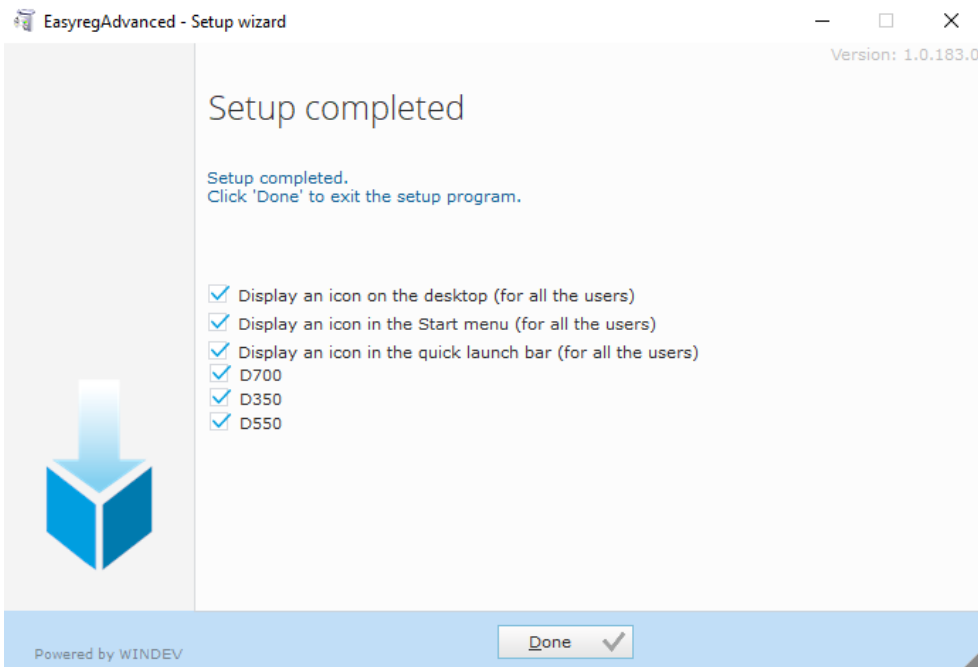 EasyregAdvanced - Setup wizard
Version: 1.0.183.0
Setup completed
Setup completed.
Click 'Done' to exit the setup program.
Display an icon on the desktop (for all the users)
Display an icon in the Start menu (for all the users)
Display an icon in the quick launch bar (for all the users)
D700
D350
D550
Done
Powered by WINDEV